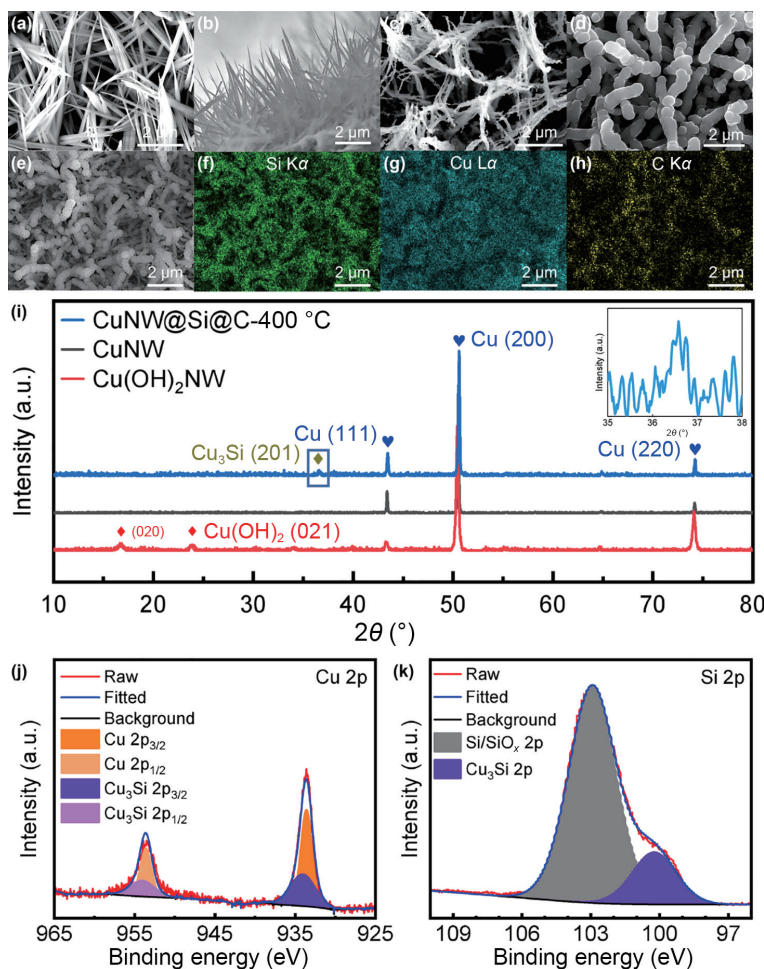 (a)
2 μm
(b)
2 μm
(c)
2 μm
(d)
2 μm
(e)
2 μm
(f)
Si Kα
2 μm
(g)
Cu Lα
2 μm
(h)
C Kα
2 μm
(i)
CuNW@Si@C-400 °C
CuNW
Cu(OH)₂NW
Cu (200)
Cu (111)
Cu₃Si (201)
Cu (220)
(020)
Cu(OH)₂ (021)
Intensity (a.u.)
35 36 37 38
2θ (°)
Intensity (a.u.)
10 20 30 40 50 60 70 80
2θ (°)
(j)
Cu 2p
Raw
Fitted
Background
Cu 2p₃/₂
Cu 2p₁/₂
Cu₃Si 2p₃/₂
Cu₃Si 2p₁/₂
Intensity (a.u.)
965 955 945 935 925
Binding energy (eV)
(k)
Si 2p
Raw
Fitted
Background
Si/SiOₓ 2p
Cu₃Si 2p
Intensity (a.u.)
109 106 103 100 97
Binding energy (eV)